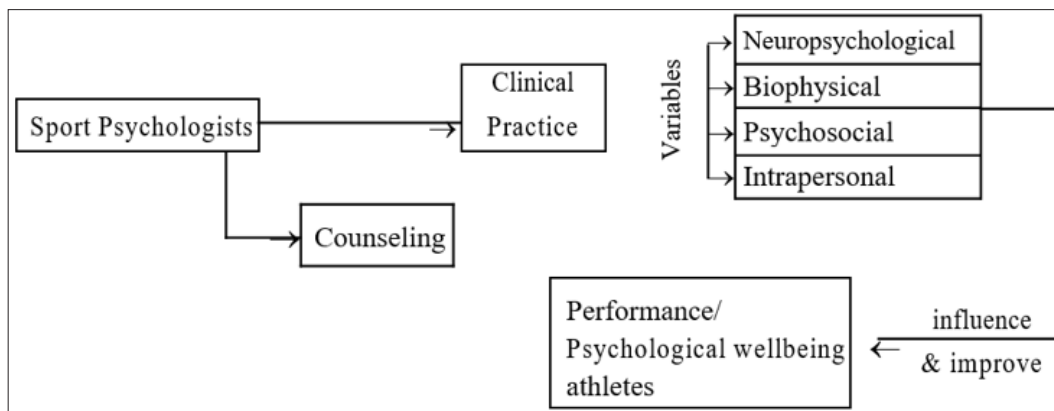 Sport Psychologists
Clinical
Practice
Counseling
Variables
Neuropsychological
Biophysical
Psychosocial
Intrapersonal
Performance/
Psychological wellbeing
athletes
influence
& improve